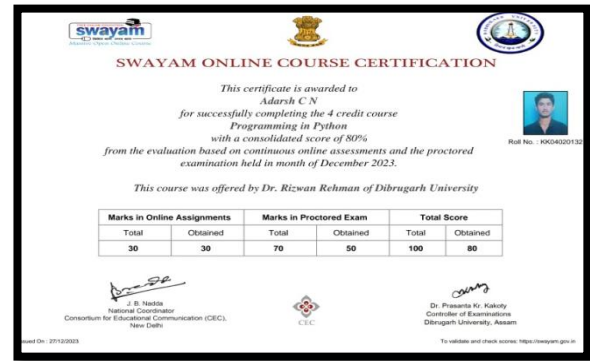 swayam
SWAYAM ONLINE COURSE CERTIFICATION
This certificate is awarded to
Adarsh C N
for successfully completing the 4 credit course
Programming in Python
with a consolidated score of 80%
from the evaluation based on continuous online assessments and the proctored
examination held in month of December 2023.
Roll No. : KK04020132
This course was offered by Dr. Rizwan Rehman of Dibrugarh University
Marks in Online Assignments Marks in Proctored Exam Total Score
Total Obtained Total Obtained Total Obtained
30 30 70 50 100 80
J. B. Nadda
National Coordinator
Consortium for Educational Communication (CEC),
New Delhi
CEC
Dr. Prasanta Kr. Kakoty
Controller of Examinations
Dibrugarh University, Assam
ssued On : 27/12/2023
To validate and check scores: https://swayam.gov.in